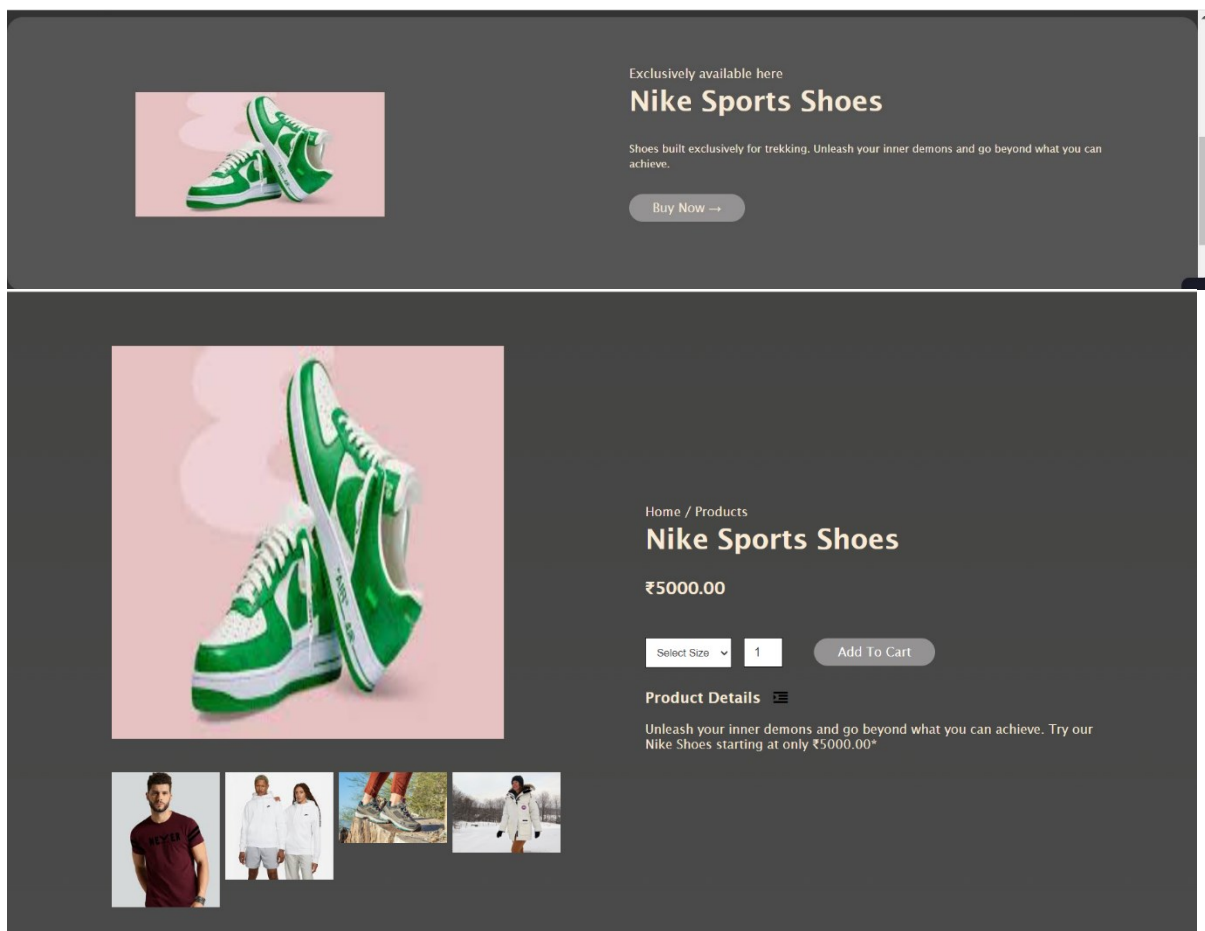 Exclusively available here
Nike Sports Shoes
Shoes built exclusively for trekking. Unleash your inner demons and go beyond what you can
achieve.
Buy Now →
"AIR"
Home / Products
Nike Sports Shoes
₹5000.00
Select Size 1 Add To Cart
Product Details
Unleash your inner demons and go beyond what you can achieve. Try our
Nike Shoes starting at only ₹5000.00*